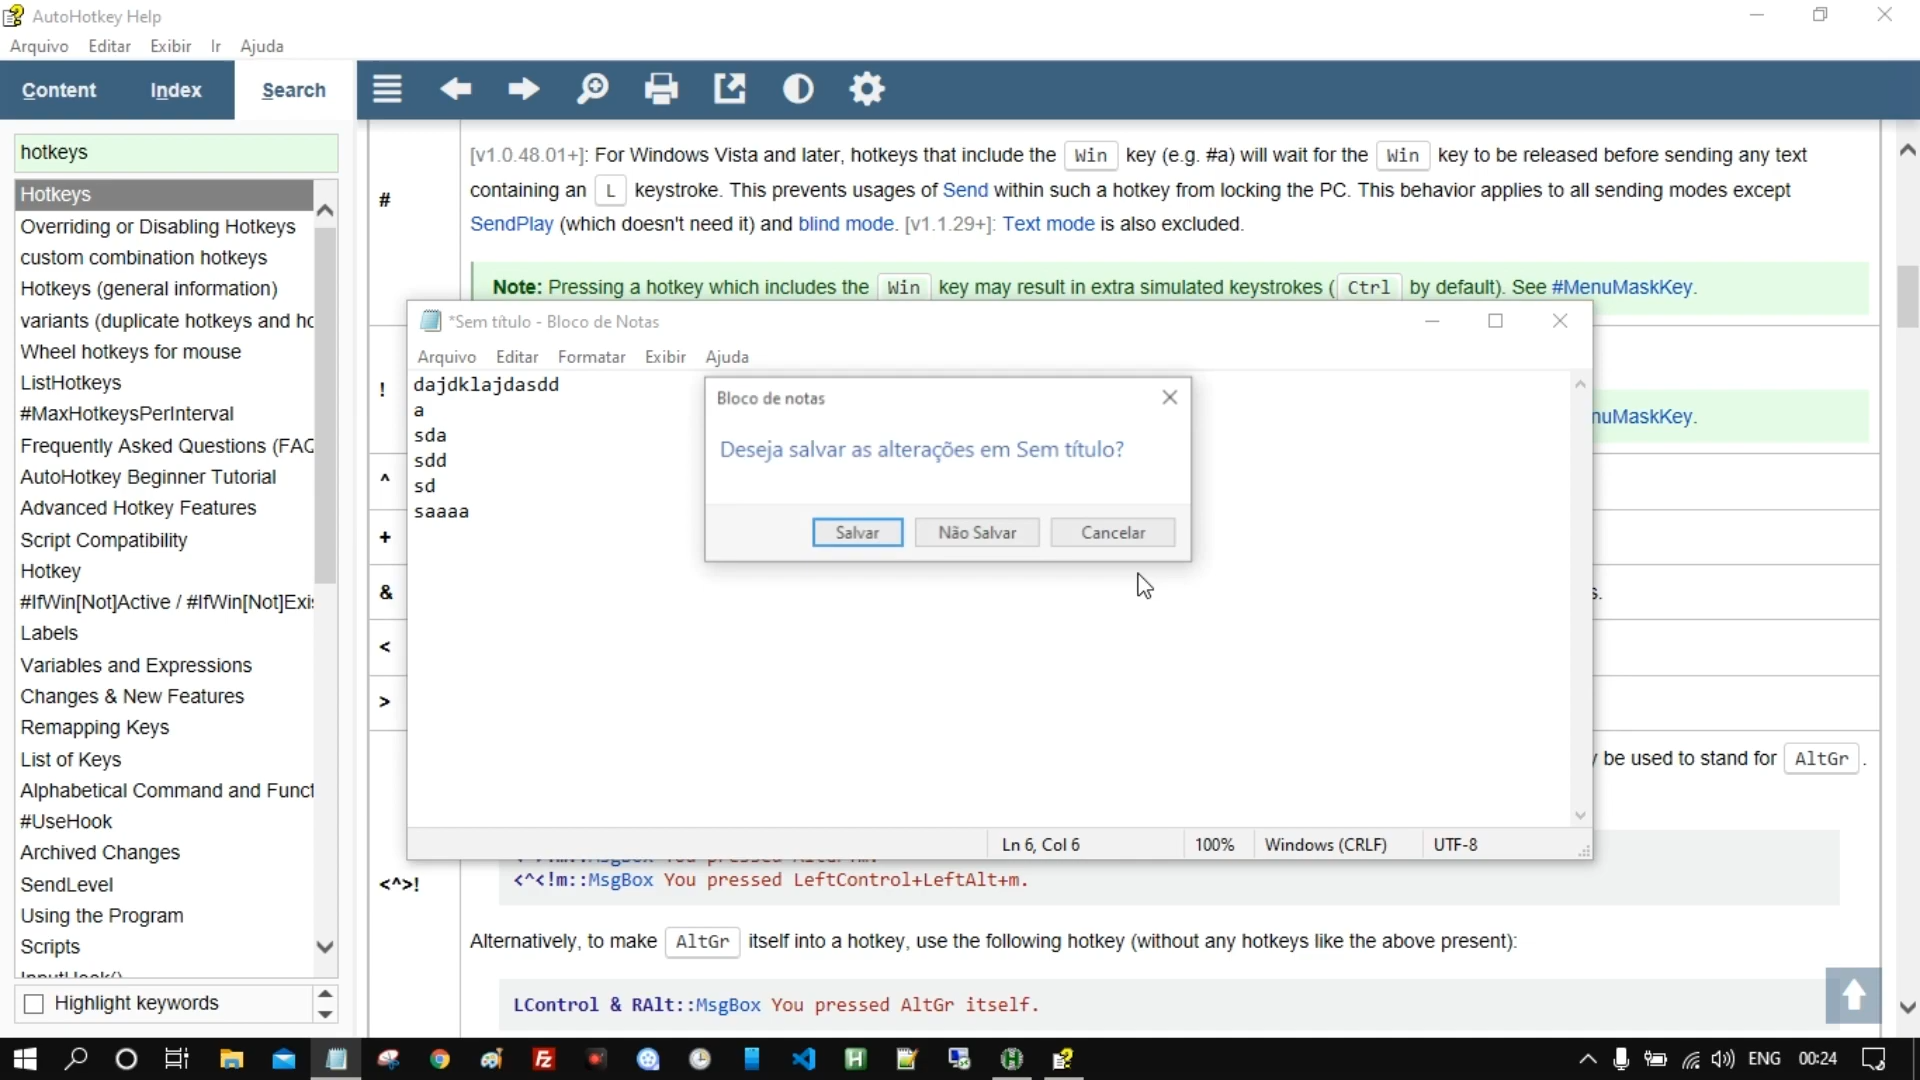 AutoHotkey Help
Arquivo Editar Exibir Ir Ajuda
Content Index Search
hotkeys
Hotkeys
Overriding or Disabling Hotkeys
custom combination hotkeys
Hotkeys (general information)
variants (duplicate hotkeys and ho
Wheel hotkeys for mouse
ListHotkeys
#MaxHotkeysPerInterval
Frequently Asked Questions (FAQ
AutoHotkey Beginner Tutorial
Advanced Hotkey Features
Script Compatibility
Hotkey
#IfWin[Not]Active / #IfWin[Not]Exi
Labels
Variables and Expressions
Changes & New Features
Remapping Keys
List of Keys
Alphabetical Command and Funct
#UseHook
Archived Changes
SendLevel
Using the Program
Scripts
InputHook()
Highlight keywords
#
[v1.0.48.01+]: For Windows Vista and later, hotkeys that include the Win key (e.g. #a) will wait for the Win key to be released before sending any text
containing an L keystroke. This prevents usages of Send within such a hotkey from locking the PC. This behavior applies to all sending modes except
SendPlay (which doesn't need it) and blind mode. [v1.1.29+]: Text mode is also excluded.
Note: Pressing a hotkey which includes the Win key may result in extra simulated keystrokes ( Ctrl by default). See #MenuMaskKey.
!
nuMaskKey.
^
+
&
s.
<
>
be used to stand for AltGr .
*Sem título - Bloco de Notas
Arquivo Editar Formatar Exibir Ajuda
dajdklajdasdd
a
sda
sdd
sd
saaaa
Bloco de notas
Deseja salvar as alterações em Sem título?
Salvar Não Salvar Cancelar
Ln 6, Col 6 100% Windows (CRLF) UTF-8
<^>!
<^<!m::MsgBox You pressed LeftControl+LeftAlt+m.
Alternatively, to make AltGr itself into a hotkey, use the following hotkey (without any hotkeys like the above present):
LControl & RAlt::MsgBox You pressed AltGr itself.
ENG 00:24